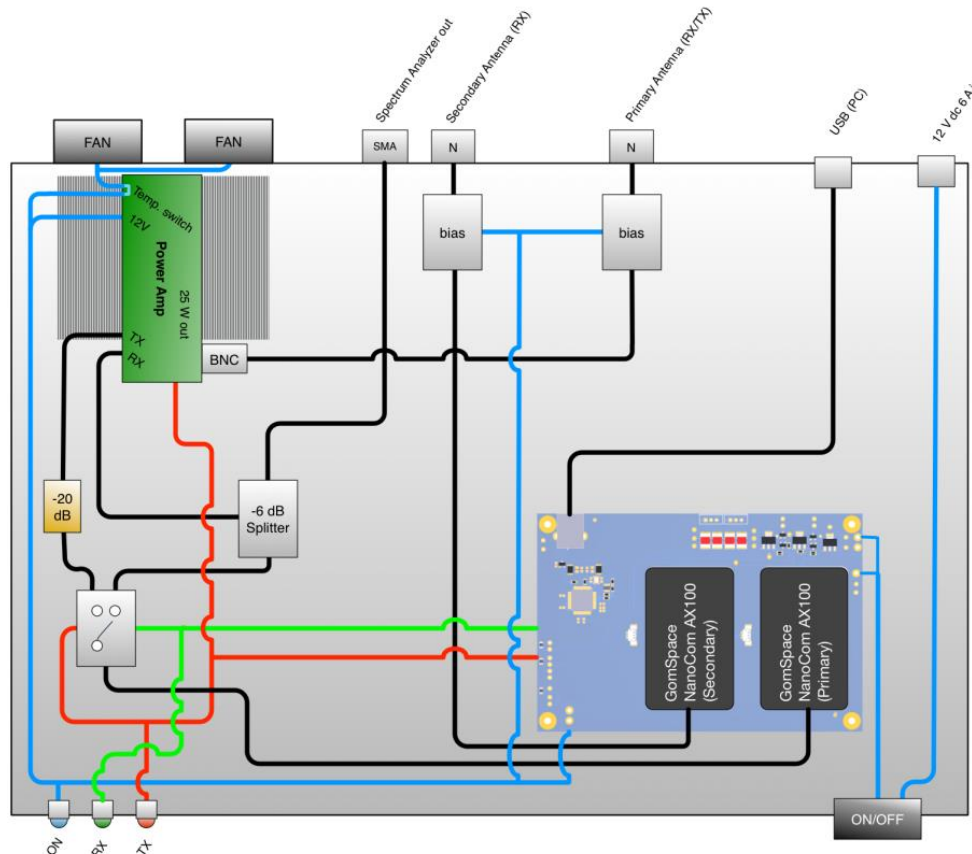 Spectrum Analyzer out
Secondary Antenna (RX)
Primary Antenna (RX/TX)
USB (PC)
12 V dc 6 A
FAN
FAN
SMA
N
N
Temp. switch
12V
Power Amp
25 W out
TX
RX
BNC
bias
bias
-20
dB
-6 dB
Splitter
GomSpace
NanoCom AX100
(Secondary)
GomSpace
NanoCom AX100
(Primary)
ON/OFF
ON
RX
TX